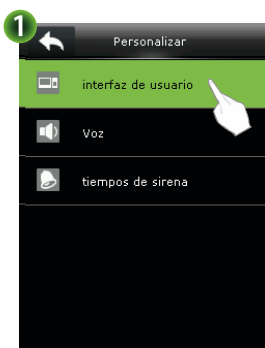 1
Personalizar
interfaz de usuario
Voz
tiempos de sirena